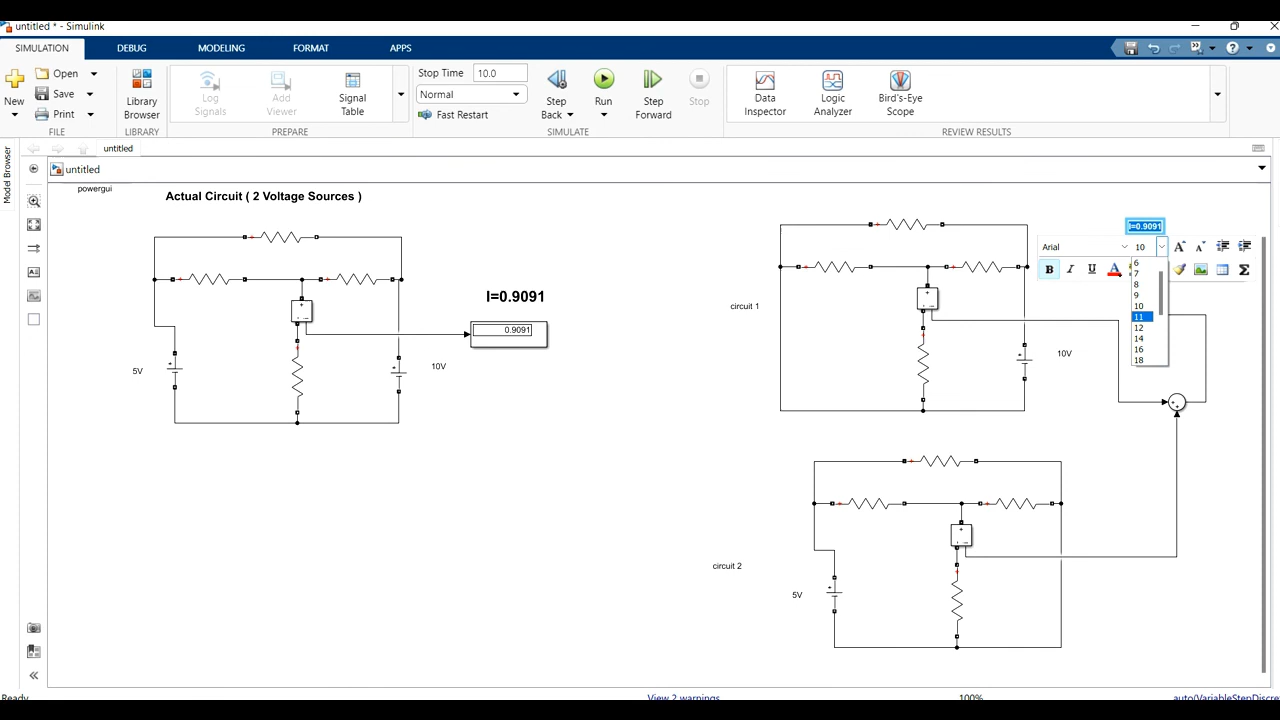 untitled * - Simulink
SIMULATION DEBUG MODELING FORMAT APPS
New
Open
Save
Print
FILE
Library Browser
LIBRARY
Log Signals
Add Viewer
Signal Table
PREPARE
Stop Time 10.0
Normal
Fast Restart
Step Back
Run
Step Forward
Stop
SIMULATE
Data Inspector
Logic Analyzer
Bird's-Eye Scope
REVIEW RESULTS
untitled
Model Browser
untitled
powergui
Actual Circuit ( 2 Voltage Sources )
I=0.9091
0.9091
5V
10V
I=0.9091
Arial 10
B I U A Σ
6
7
8
9
10
11
12
14
16
18
circuit 1
10V
circuit 2
5V
Ready
View 2 warnings
100%
auto(VariableStepDiscre